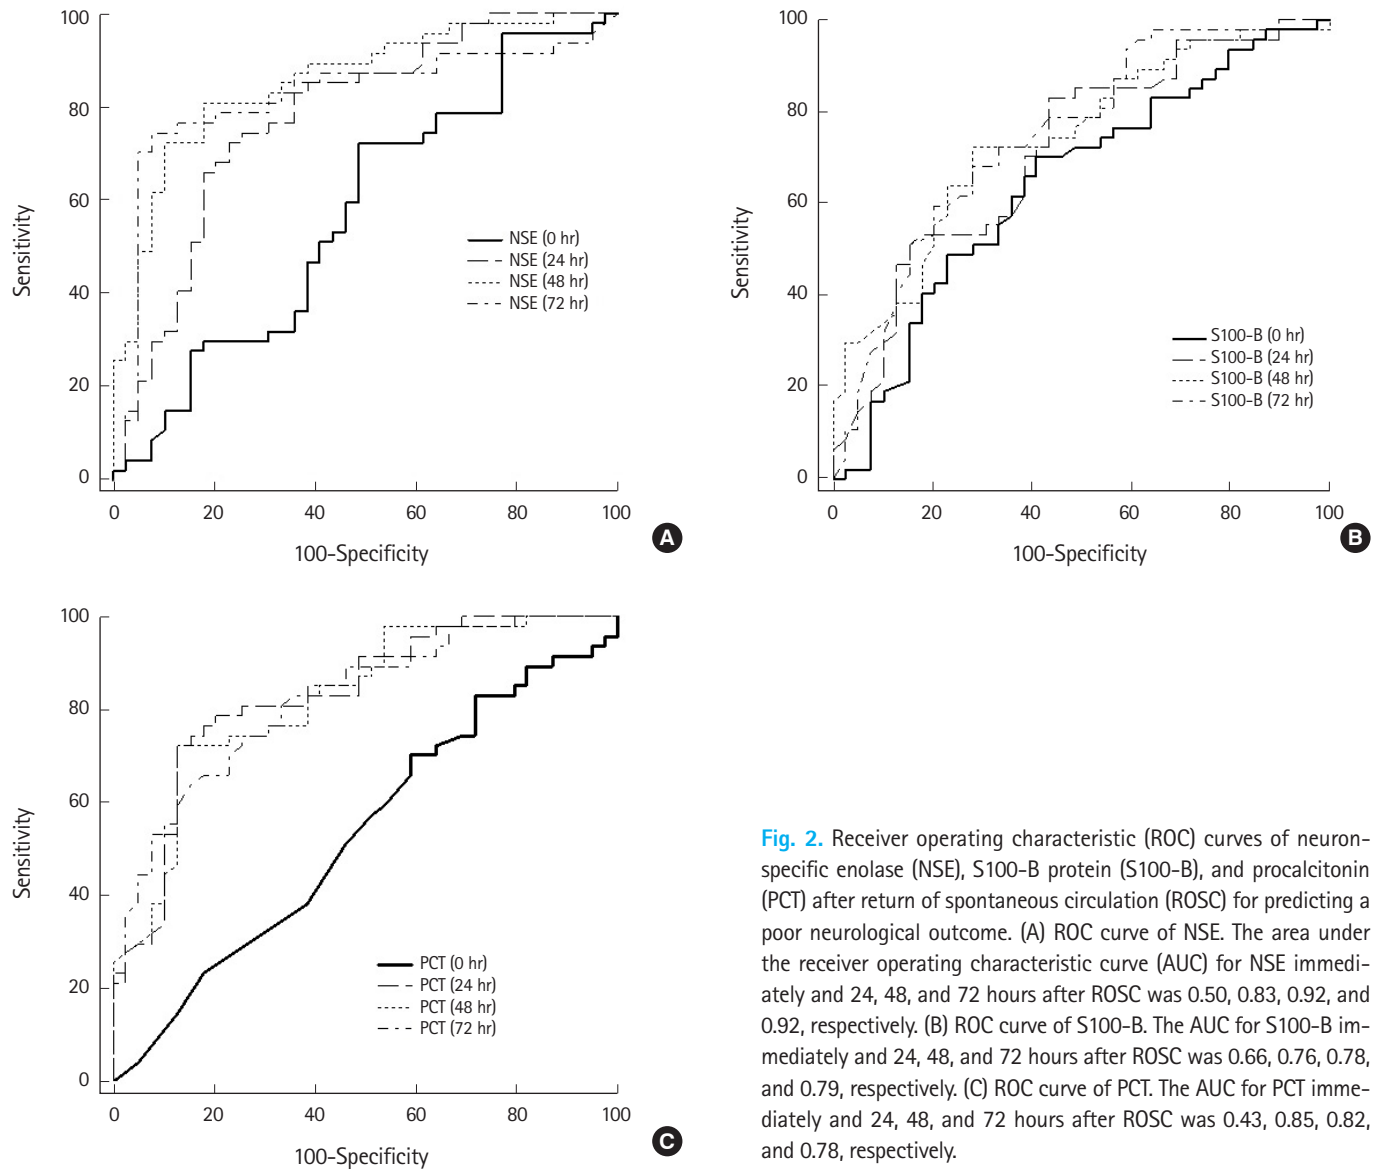 100
80
60
40
20
0
Sensitivity
NSE (0 hr)
NSE (24 hr)
NSE (48 hr)
NSE (72 hr)
0 20 40 60 80 100
100-Specificity
A
100
80
60
40
20
0
Sensitivity
S100-B (0 hr)
S100-B (24 hr)
S100-B (48 hr)
S100-B (72 hr)
0 20 40 60 80 100
100-Specificity
B
100
80
60
40
20
0
Sensitivity
PCT (0 hr)
PCT (24 hr)
PCT (48 hr)
PCT (72 hr)
0 20 40 60 80 100
100-Specificity
C
Fig. 2. Receiver operating characteristic (ROC) curves of neuron-
specific enolase (NSE), S100-B protein (S100-B), and procalcitonin
(PCT) after return of spontaneous circulation (ROSC) for predicting a
poor neurological outcome. (A) ROC curve of NSE. The area under
the receiver operating characteristic curve (AUC) for NSE immedi-
ately and 24, 48, and 72 hours after ROSC was 0.50, 0.83, 0.92, and
0.92, respectively. (B) ROC curve of S100-B. The AUC for S100-B im-
mediately and 24, 48, and 72 hours after ROSC was 0.66, 0.76, 0.78,
and 0.79, respectively. (C) ROC curve of PCT. The AUC for PCT imme-
diately and 24, 48, and 72 hours after ROSC was 0.43, 0.85, 0.82,
and 0.78, respectively.